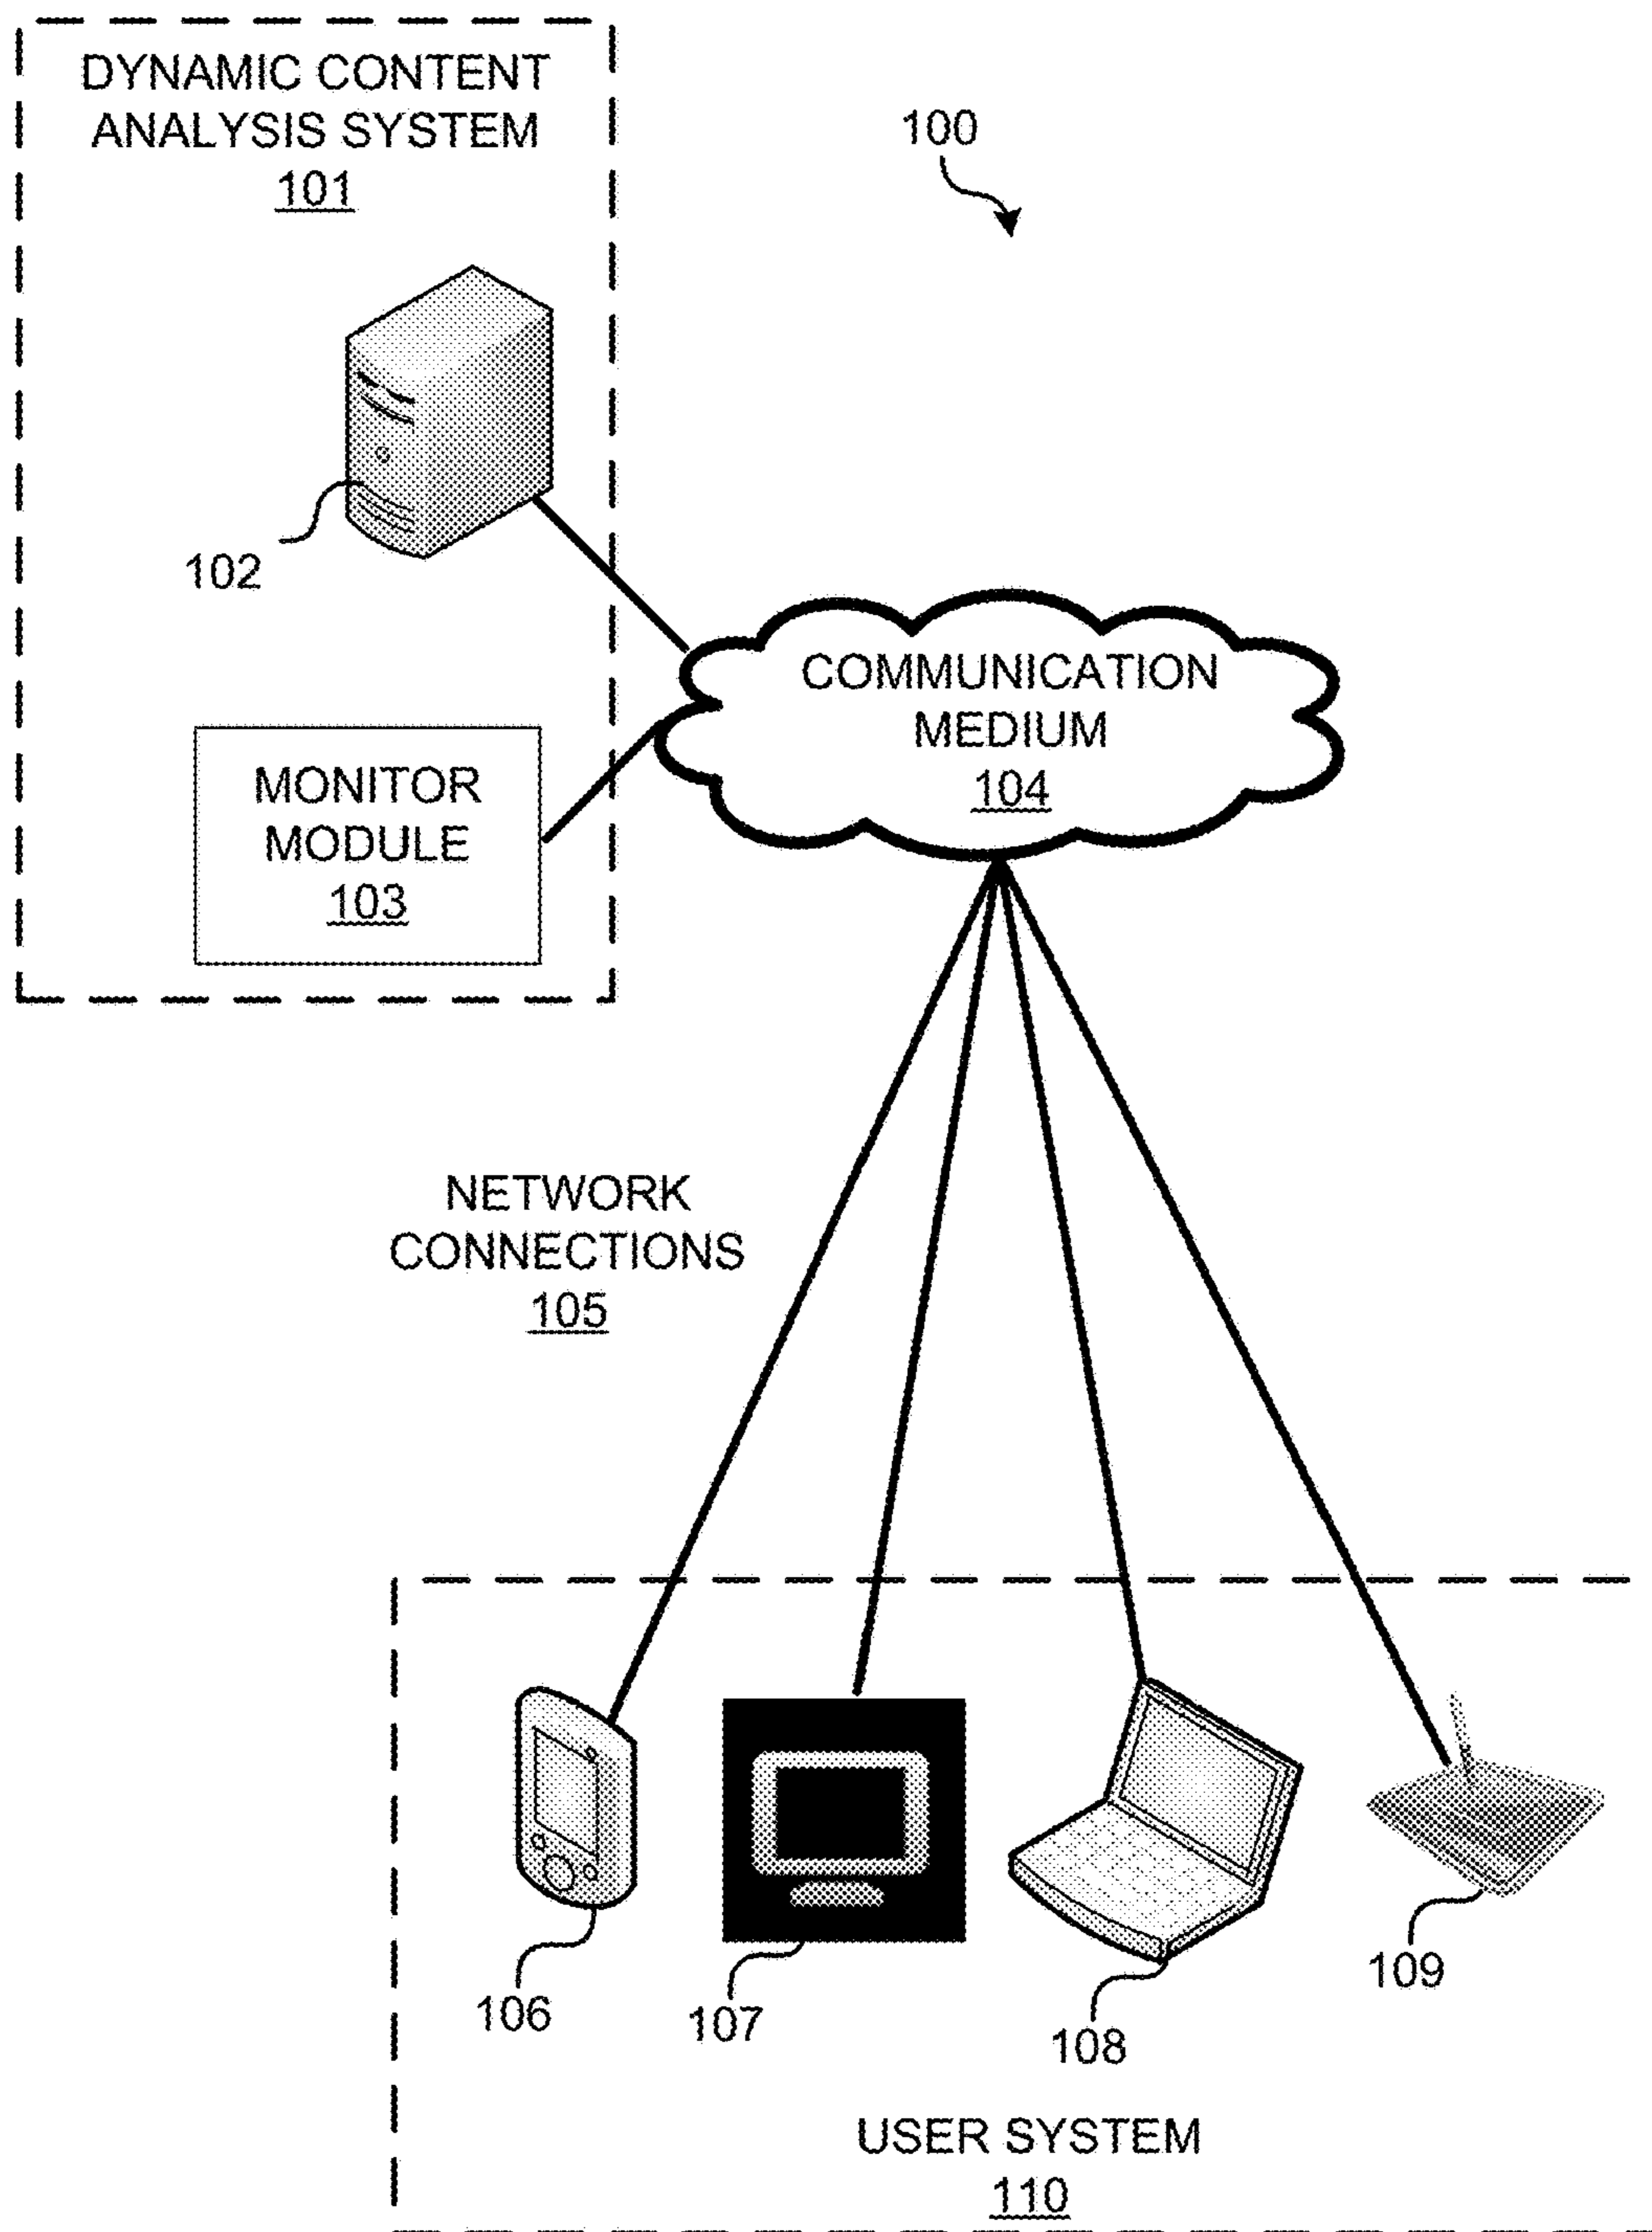 DYNAMIC CONTENT
ANALYSIS SYSTEM
101
100
102
COMMUNICATION
MEDIUM
104
MONITOR
MODULE
103
NETWORK
CONNECTIONS
105
106
107
108
109
USER SYSTEM
110